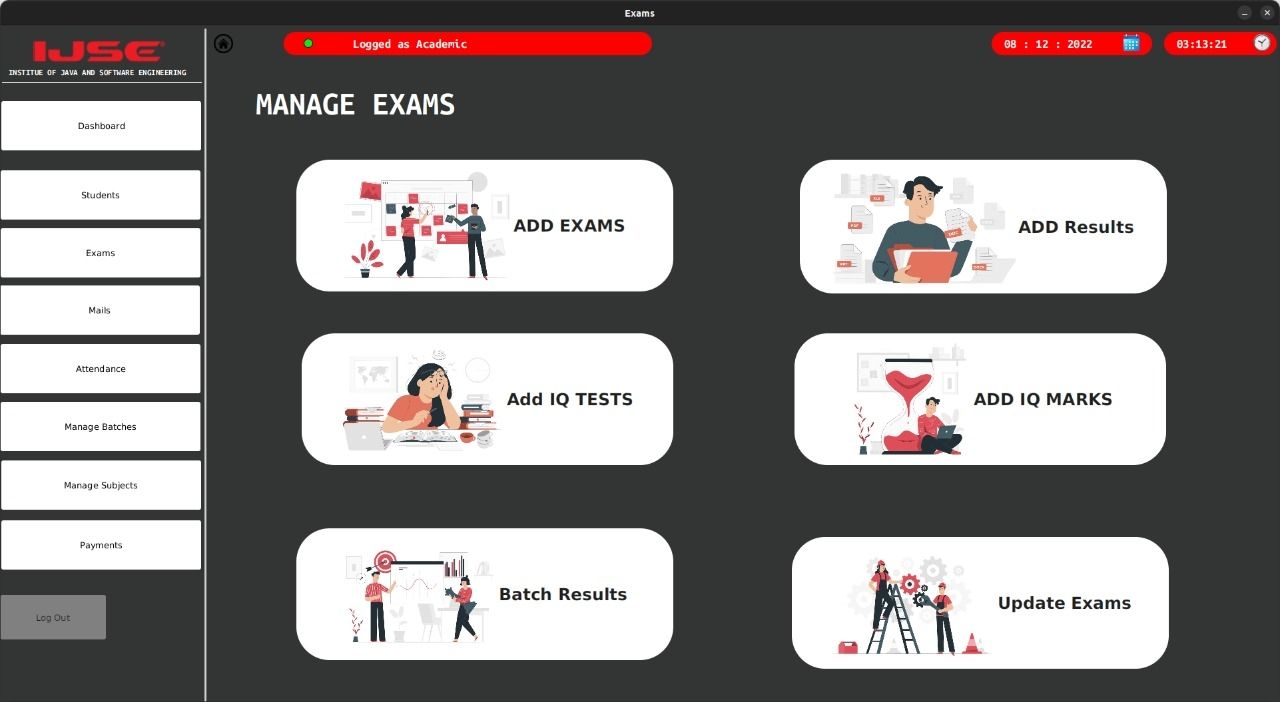 Exams
IJSE
INSTITUE OF JAVA AND SOFTWARE ENGINEERING
Logged as Academic
08 : 12 : 2022
03:13:21
Dashboard
Students
Exams
Mails
Attendance
Manage Batches
Manage Subjects
Payments
Log Out
MANAGE EXAMS
ADD EXAMS
ADD Results
Add IQ TESTS
ADD IQ MARKS
Batch Results
Update Exams